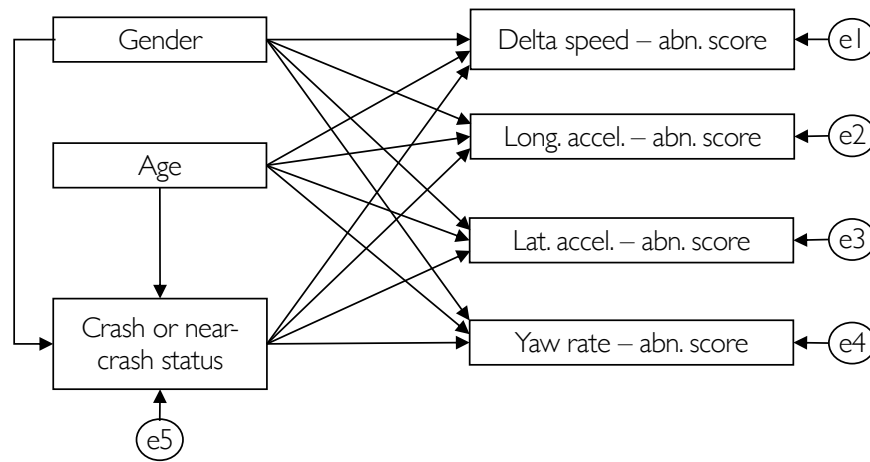 Gender
Delta speed – abn. score
e1
Long. accel. – abn. score
e2
Age
Lat. accel. – abn. score
e3
Crash or near-
crash status
Yaw rate – abn. score
e4
e5